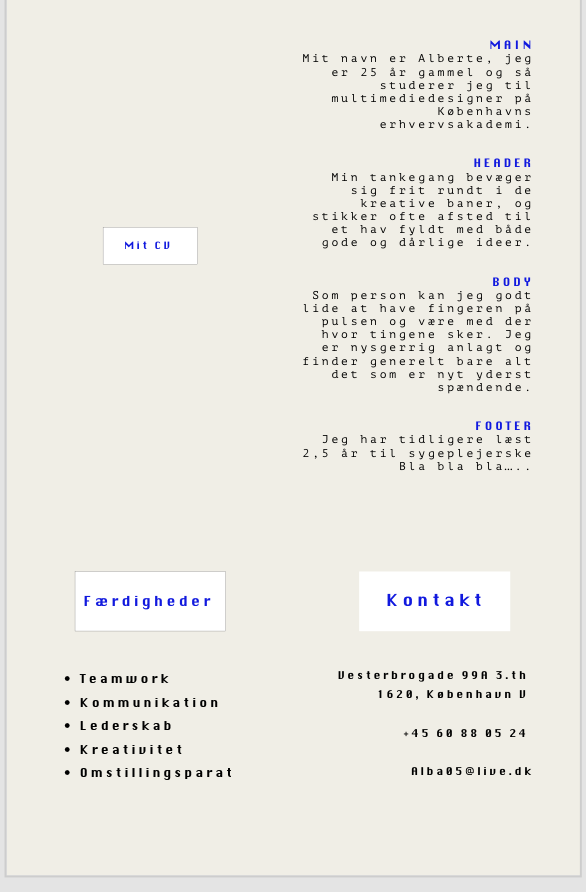 MAIN
Mit navn er Alberte, jeg
er 25 år gammel og så
studerer jeg til
multimediedesigner på
Københavns
erhvervsakademi.
HEADER
Min tankegang bevæger
sig frit rundt i de
kreative baner, og
stikker ofte afsted til
et hav fyldt med både
gode og dårlige ideer.
Mit CV
BODY
Som person kan jeg godt
lide at have fingeren på
pulsen og være med der
hvor tingene sker. Jeg
er nysgerrig anlagt og
finder generelt bare alt
det som er nyt yderst
spændende.
FOOTER
Jeg har tidligere læst
2,5 år til sygeplejerske
Bla bla bla…..
Færdigheder
• Teamwork
• Kommunikation
• Lederskab
• Kreativitet
• Omstillingsparat
Kontakt
Vesterbrogade 99A 3.th
1620, København V
+45 60 88 05 24
Alba05@live.dk